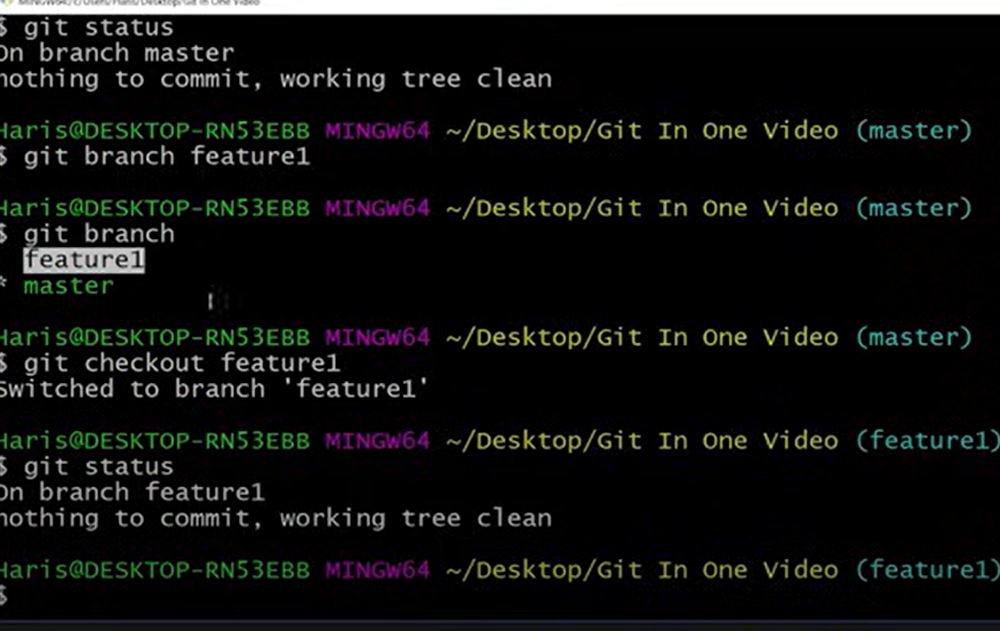 MINGW64:/c/Users/Haris/Desktop/Git In One Video
$ git status
On branch master
nothing to commit, working tree clean
Haris@DESKTOP-RN53EBB MINGW64 ~/Desktop/Git In One Video (master)
$ git branch feature1
Haris@DESKTOP-RN53EBB MINGW64 ~/Desktop/Git In One Video (master)
$ git branch
feature1
* master
Haris@DESKTOP-RN53EBB MINGW64 ~/Desktop/Git In One Video (master)
$ git checkout feature1
Switched to branch 'feature1'
Haris@DESKTOP-RN53EBB MINGW64 ~/Desktop/Git In One Video (feature1)
$ git status
On branch feature1
nothing to commit, working tree clean
Haris@DESKTOP-RN53EBB MINGW64 ~/Desktop/Git In One Video (feature1)
$